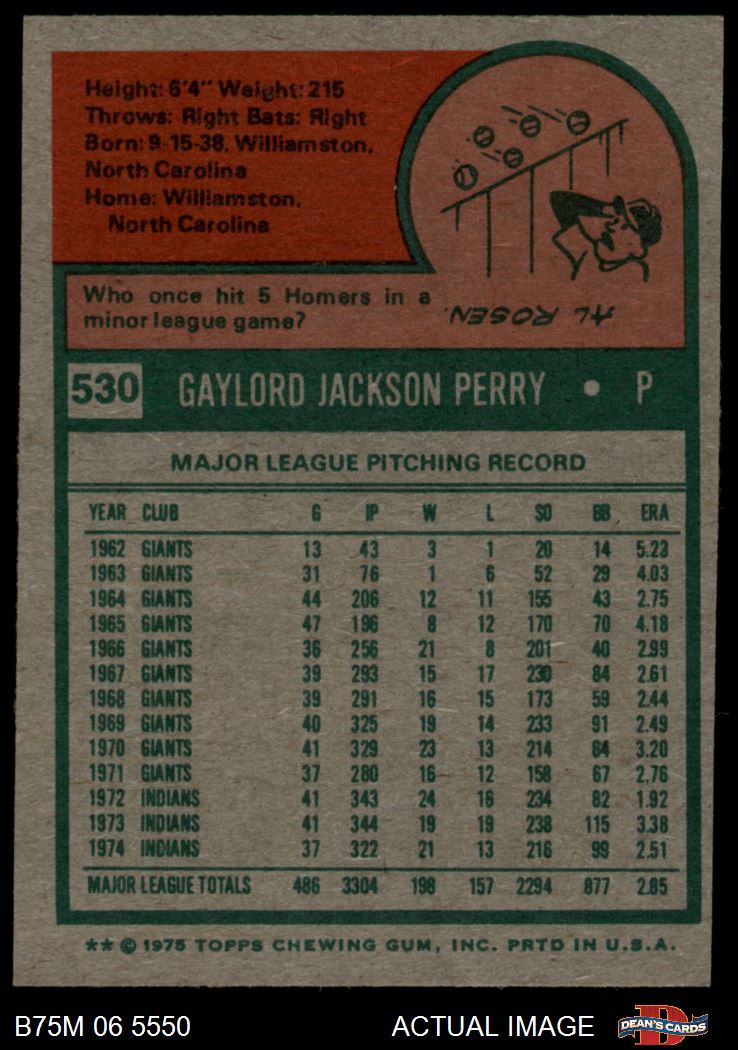 Height: 6'4" Weight: 215
Throws: Right Bats: Right
Born: 9-15-38, Williamston,
North Carolina
Home: Williamston,
North Carolina
Who once hit 5 Homers in a
minor league game?
AL ROSEN.
530 GAYLORD JACKSON PERRY • P
MAJOR LEAGUE PITCHING RECORD
YEAR CLUB G IP W L SO BB ERA
1962 GIANTS 13 43 3 1 20 14 5.23
1963 GIANTS 31 76 1 6 52 29 4.03
1964 GIANTS 44 206 12 11 155 43 2.75
1965 GIANTS 47 196 8 12 170 70 4.18
1966 GIANTS 36 256 21 8 201 40 2.99
1967 GIANTS 39 293 15 17 230 84 2.61
1968 GIANTS 39 291 16 15 173 59 2.44
1969 GIANTS 40 325 19 14 233 91 2.49
1970 GIANTS 41 329 23 13 214 84 3.20
1971 GIANTS 37 280 16 12 158 67 2.76
1972 INDIANS 41 343 24 16 234 82 1.92
1973 INDIANS 41 344 19 19 238 115 3.38
1974 INDIANS 37 322 21 13 216 99 2.51
MAJOR LEAGUE TOTALS 486 3304 198 157 2294 877 2.85
** © 1975 TOPPS CHEWING GUM, INC. PRTD IN U.S.A.
B75M 06 5550 ACTUAL IMAGE D DEAN'S CARDS